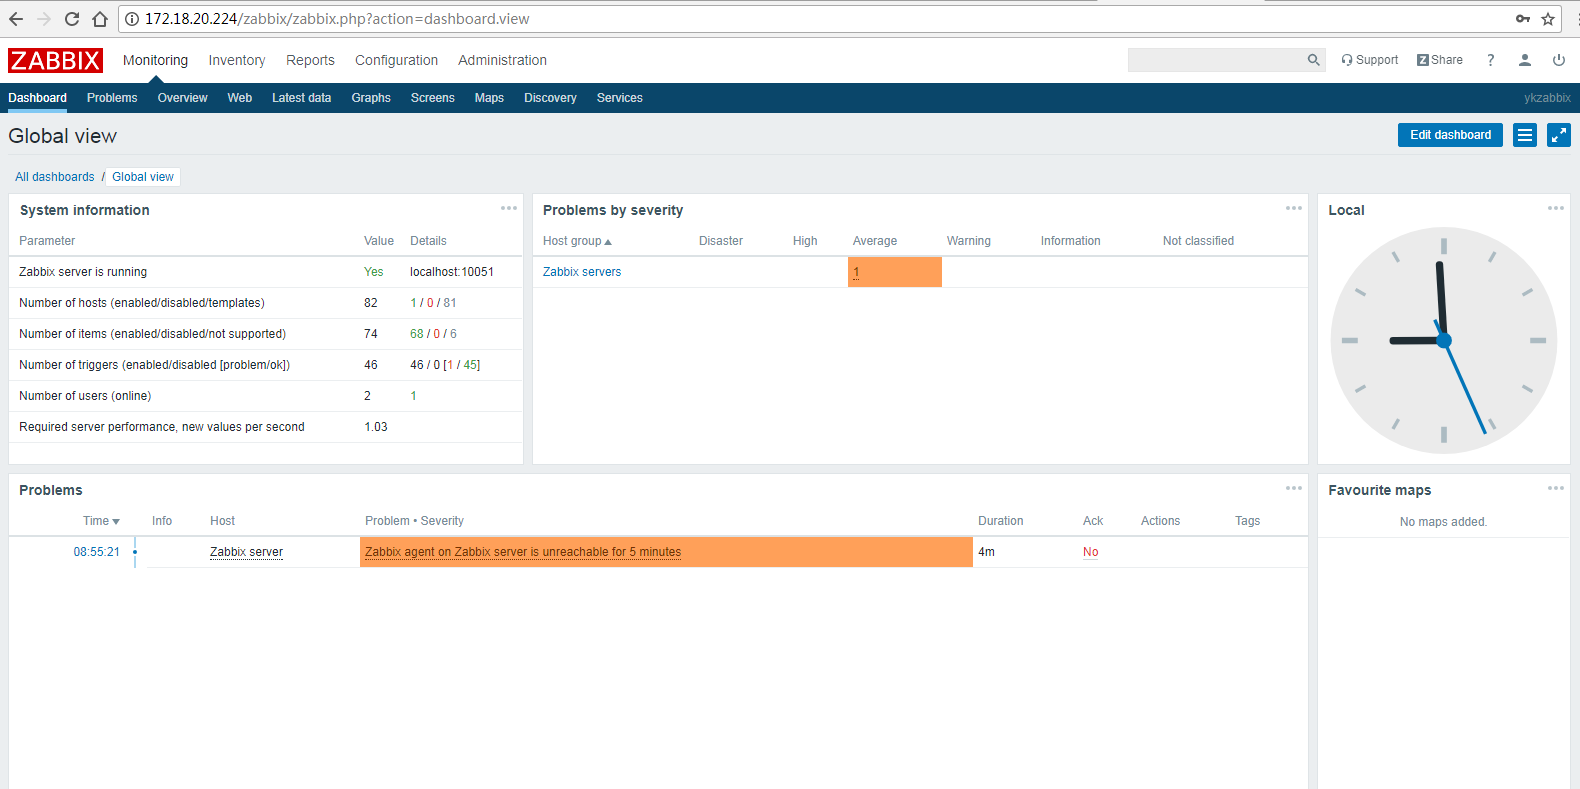 172.18.20.224/zabbix/zabbix.php?action=dashboard.view
ZABBIX Monitoring Inventory Reports Configuration Administration Support Z Share ?
Dashboard Problems Overview Web Latest data Graphs Screens Maps Discovery Services ykzabbix
Global view Edit dashboard
All dashboards / Global view
System information
Parameter Value Details
Zabbix server is running Yes localhost:10051
Number of hosts (enabled/disabled/templates) 82 1 / 0 / 81
Number of items (enabled/disabled/not supported) 74 68 / 0 / 6
Number of triggers (enabled/disabled [problem/ok]) 46 46 / 0 [1 / 45]
Number of users (online) 2 1
Required server performance, new values per second 1.03
Problems by severity
Host group Disaster High Average Warning Information Not classified
Zabbix servers 1
Local
Problems
Time Info Host Problem • Severity Duration Ack Actions Tags
08:55:21 Zabbix server Zabbix agent on Zabbix server is unreachable for 5 minutes 4m No
Favourite maps
No maps added.